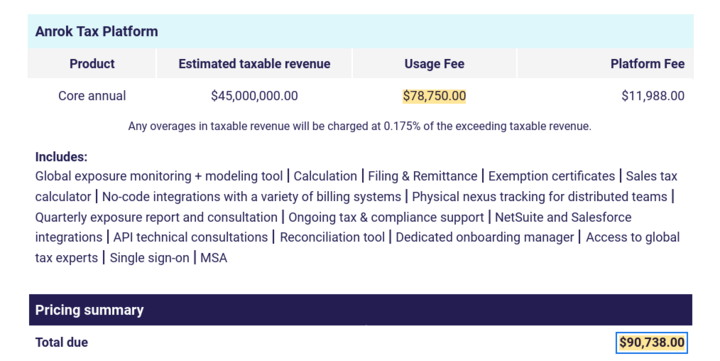 Anrok Tax Platform
Product Estimated taxable revenue Usage Fee Platform Fee
Core annual $45,000,000.00 $78,750.00 $11,988.00
Any overages in taxable revenue will be charged at 0.175% of the exceeding taxable revenue.
Includes:
Global exposure monitoring + modeling tool | Calculation | Filing & Remittance | Exemption certificates | Sales tax
calculator | No-code integrations with a variety of billing systems | Physical nexus tracking for distributed teams |
Quarterly exposure report and consultation | Ongoing tax & compliance support | NetSuite and Salesforce
integrations | API technical consultations | Reconciliation tool | Dedicated onboarding manager | Access to global
tax experts | Single sign-on | MSA
Pricing summary
Total due $90,738.00